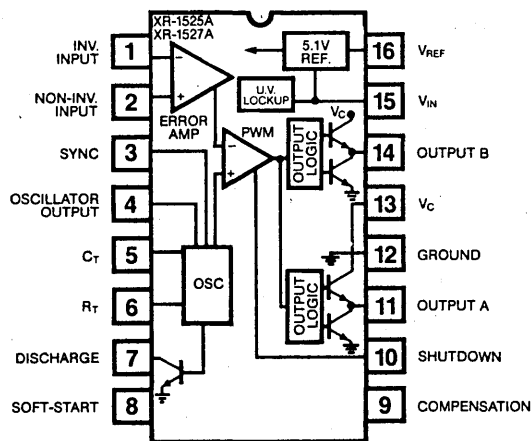 XR-1525A
XR-1527A
INV.
INPUT
1
NON-INV.
INPUT
2
SYNC
3
OSCILLATOR
OUTPUT
4
CT
5
RT
6
DISCHARGE
7
SOFT-START
8
−
+
ERROR
AMP
5.1V
REF.
U.V.
LOCKUP
PWM
−
+
VC
OUTPUT
LOGIC
OSC
OUTPUT
LOGIC
16
VREF
15
VIN
14
OUTPUT B
13
VC
12
GROUND
11
OUTPUT A
10
SHUTDOWN
9
COMPENSATION